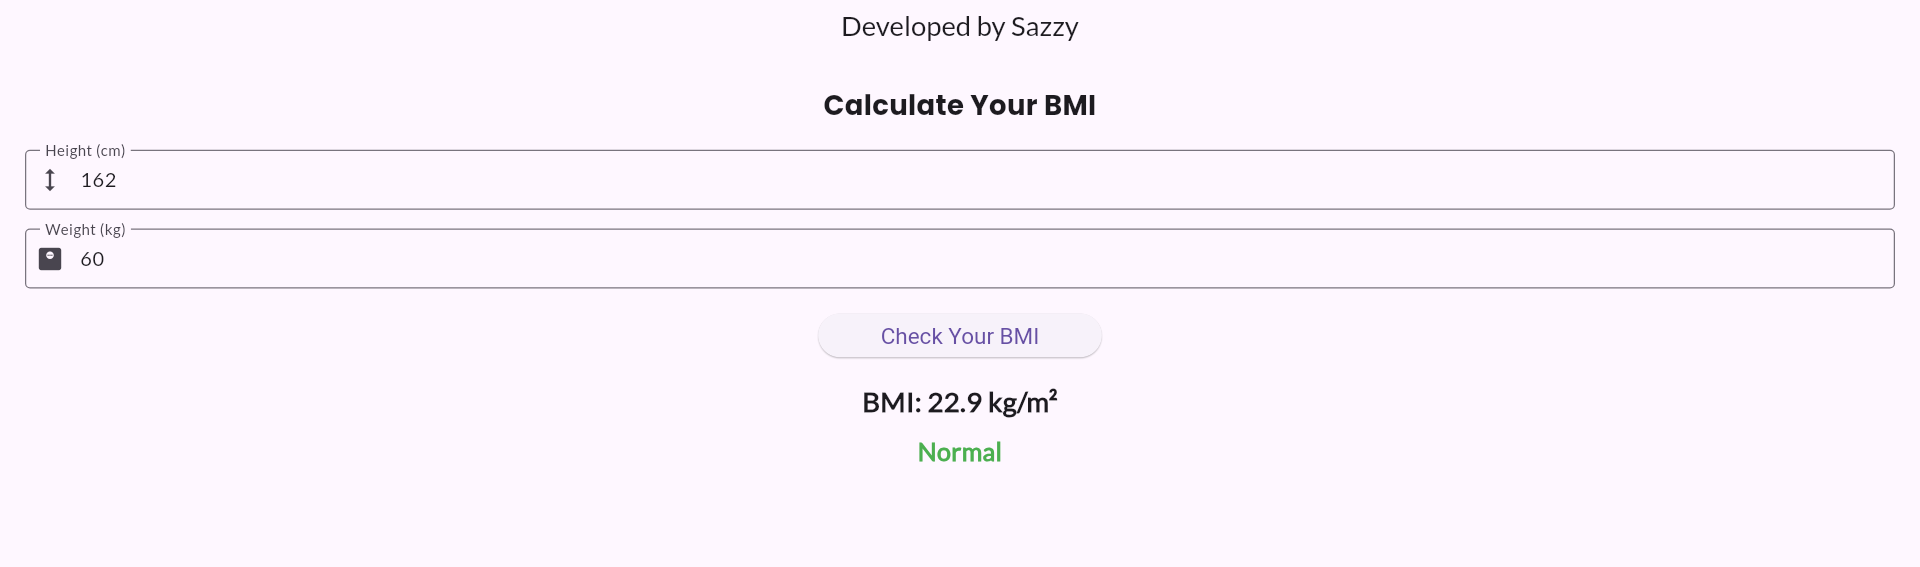 Developed by Sazzy
Calculate Your BMI
Height (cm)
162
Weight (kg)
60
Check Your BMI
BMI: 22.9 kg/m²
Normal